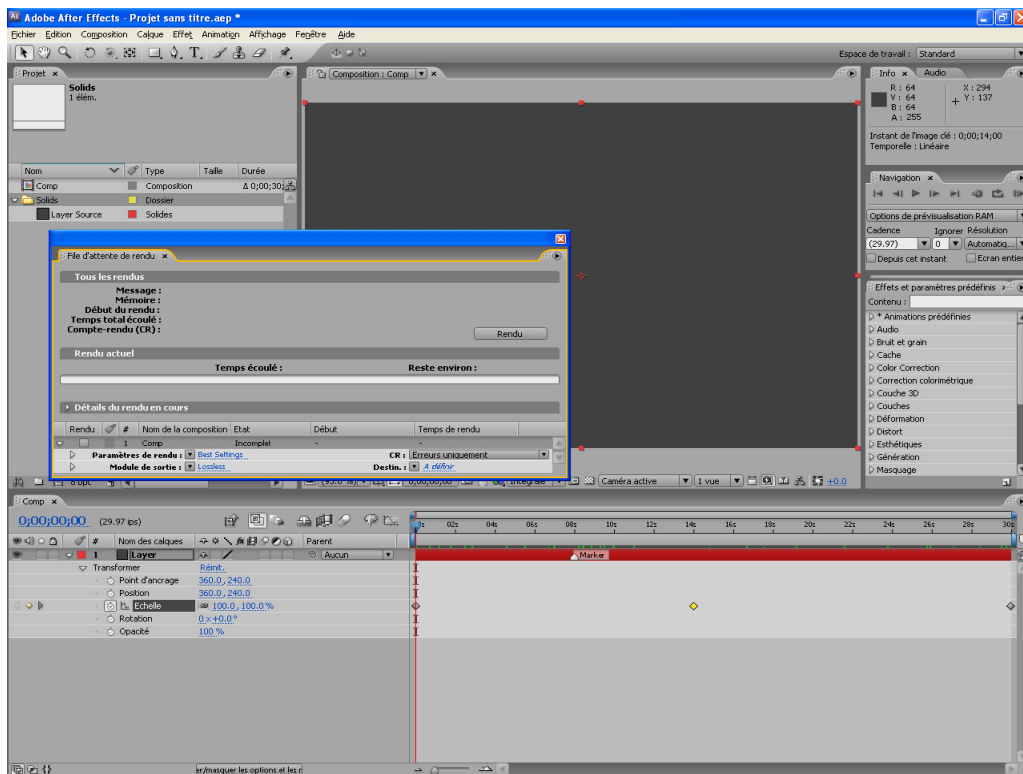 Adobe After Effects - Projet sans titre.aep *
Fichier Edition Composition Calque Effet Animation Affichage Fenêtre Aide
Espace de travail : Standard
Projet
Composition : Comp
Info Audio
Solids
1 élém.
R : 64
V : 64
B : 64
A : 255
X : 294
Y : 137
Instant de l'image clé : 0;00;14;00
Temporelle : Linéaire
Nom Type Taille Durée
Comp Composition Δ 0;00;30;
Solids Dossier
Layer Source Solides
Navigation
Options de prévisualisation RAM
Cadence Ignorer Résolution
(29.97) 0 Automatiq...
Depuis cet instant Ecran entier
File d'attente de rendu
Tous les rendus
Message :
Mémoire :
Début du rendu :
Temps total écoulé :
Compte-rendu (CR) :
Rendu
Rendu actuel
Temps écoulé : Reste environ :
Détails du rendu en cours
Rendu # Nom de la composition Etat Début Temps de rendu
1 Comp Incomplet - -
Paramètres de rendu : Best Settings CR : Erreurs uniquement
Module de sortie : Lossless Destin. : A définir
Effets et paramètres prédéfinis
Contenu :
* Animations prédéfinies
Audio
Bruit et grain
Cache
Color Correction
Correction colorimétrique
Couche 3D
Couches
Déformation
Distort
Esthétiques
Génération
Masquage
8 bpc
Intégrale Caméra active 1 vue +0.0
Comp
0;00;00;00 (29.97 ips)
# Nom des calques Parent
02s 04s 06s 08s 10s 12s 14s 16s 18s 20s 22s 24s 26s 28s 30s
1 Layer Aucun
Marker
Transformer Réinit.
Point d'ancrage 360.0, 240.0
Position 360.0, 240.0
Echelle 100.0, 100.0 %
Rotation 0 x +0.0°
Opacité 100 %
er/masquer les options et les r